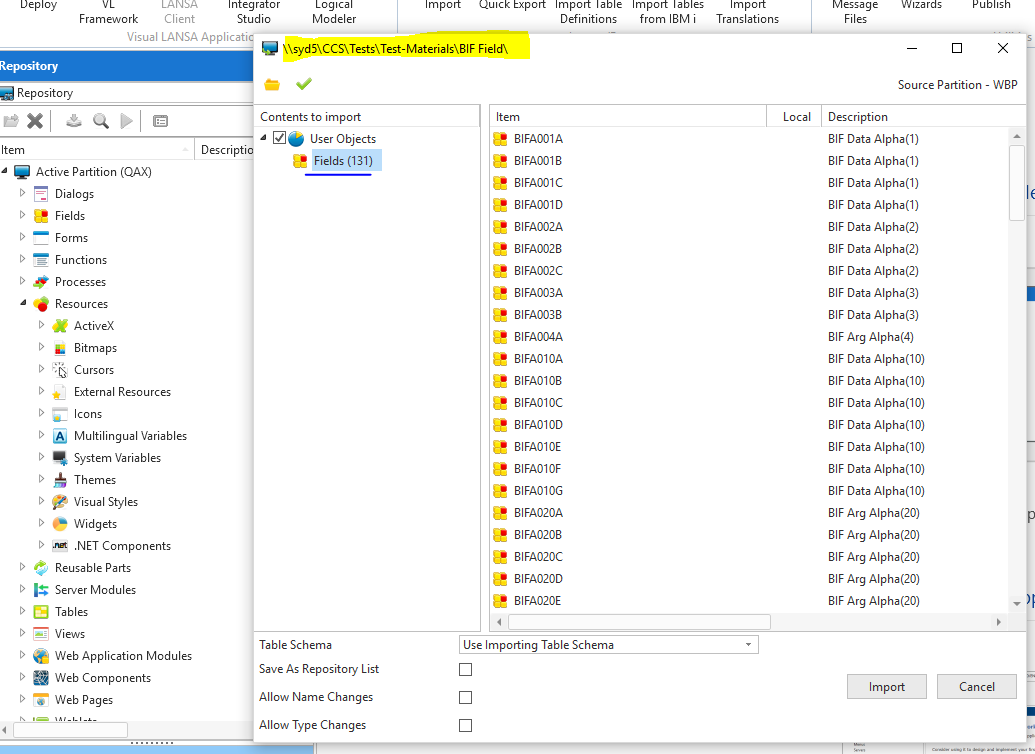 Deploy VL Framework LANSA Client Integrator Studio Logical Modeler Import Quick Export Import Table Definitions Import Tables from IBM i Import Translations Message Files Wizards Publish
Visual LANSA Applicatio
\\syd5\CCS\Tests\Test-Materials\BIF Field\
Repository
Source Partition - WBP
Repository
Item Descriptio
Active Partition (QAX)
Dialogs
Fields
Forms
Functions
Processes
Resources
ActiveX
Bitmaps
Cursors
External Resources
Icons
Multilingual Variables
System Variables
Themes
Visual Styles
Widgets
.NET Components
Reusable Parts
Server Modules
Tables
Views
Web Application Modules
Web Components
Web Pages
Weblets
Contents to import
User Objects
Fields (131)
Item Local Description
BIFA001A BIF Data Alpha(1)
BIFA001B BIF Data Alpha(1)
BIFA001C BIF Data Alpha(1)
BIFA001D BIF Data Alpha(1)
BIFA002A BIF Data Alpha(2)
BIFA002B BIF Data Alpha(2)
BIFA002C BIF Data Alpha(2)
BIFA003A BIF Data Alpha(3)
BIFA003B BIF Data Alpha(3)
BIFA004A BIF Arg Alpha(4)
BIFA010A BIF Data Alpha(10)
BIFA010B BIF Data Alpha(10)
BIFA010C BIF Data Alpha(10)
BIFA010D BIF Data Alpha(10)
BIFA010E BIF Data Alpha(10)
BIFA010F BIF Data Alpha(10)
BIFA010G BIF Data Alpha(10)
BIFA020A BIF Arg Alpha(20)
BIFA020B BIF Arg Alpha(20)
BIFA020C BIF Arg Alpha(20)
BIFA020D BIF Arg Alpha(20)
BIFA020E BIF Arg Alpha(20)
Table Schema Use Importing Table Schema
Save As Repository List
Allow Name Changes
Allow Type Changes
Import Cancel